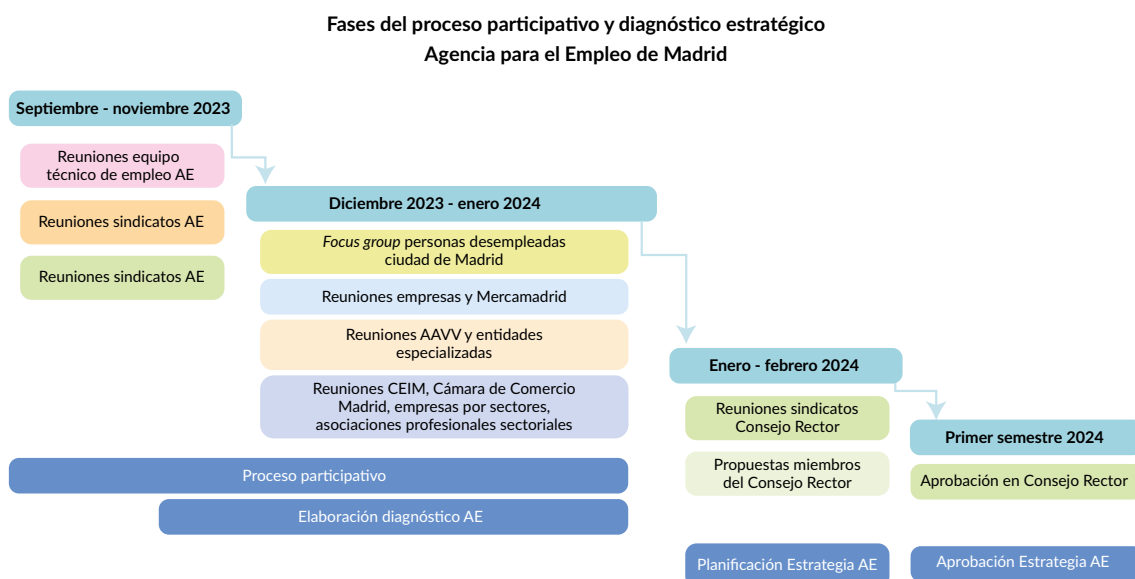 Fases del proceso participativo y diagnóstico estratégico
Agencia para el Empleo de Madrid
Septiembre - noviembre 2023
Reuniones equipo
técnico de empleo AE
Reuniones sindicatos AE
Reuniones sindicatos AE
Diciembre 2023 - enero 2024
Focus group personas desempleadas
ciudad de Madrid
Reuniones empresas y Mercamadrid
Reuniones AAVV y entidades
especializadas
Reuniones CEIM, Cámara de Comercio
Madrid, empresas por sectores,
asociaciones profesionales sectoriales
Enero - febrero 2024
Reuniones sindicatos
Consejo Rector
Propuestas miembros
del Consejo Rector
Primer semestre 2024
Aprobación en Consejo Rector
Proceso participativo
Elaboración diagnóstico AE
Planificación Estrategia AE
Aprobación Estrategia AE